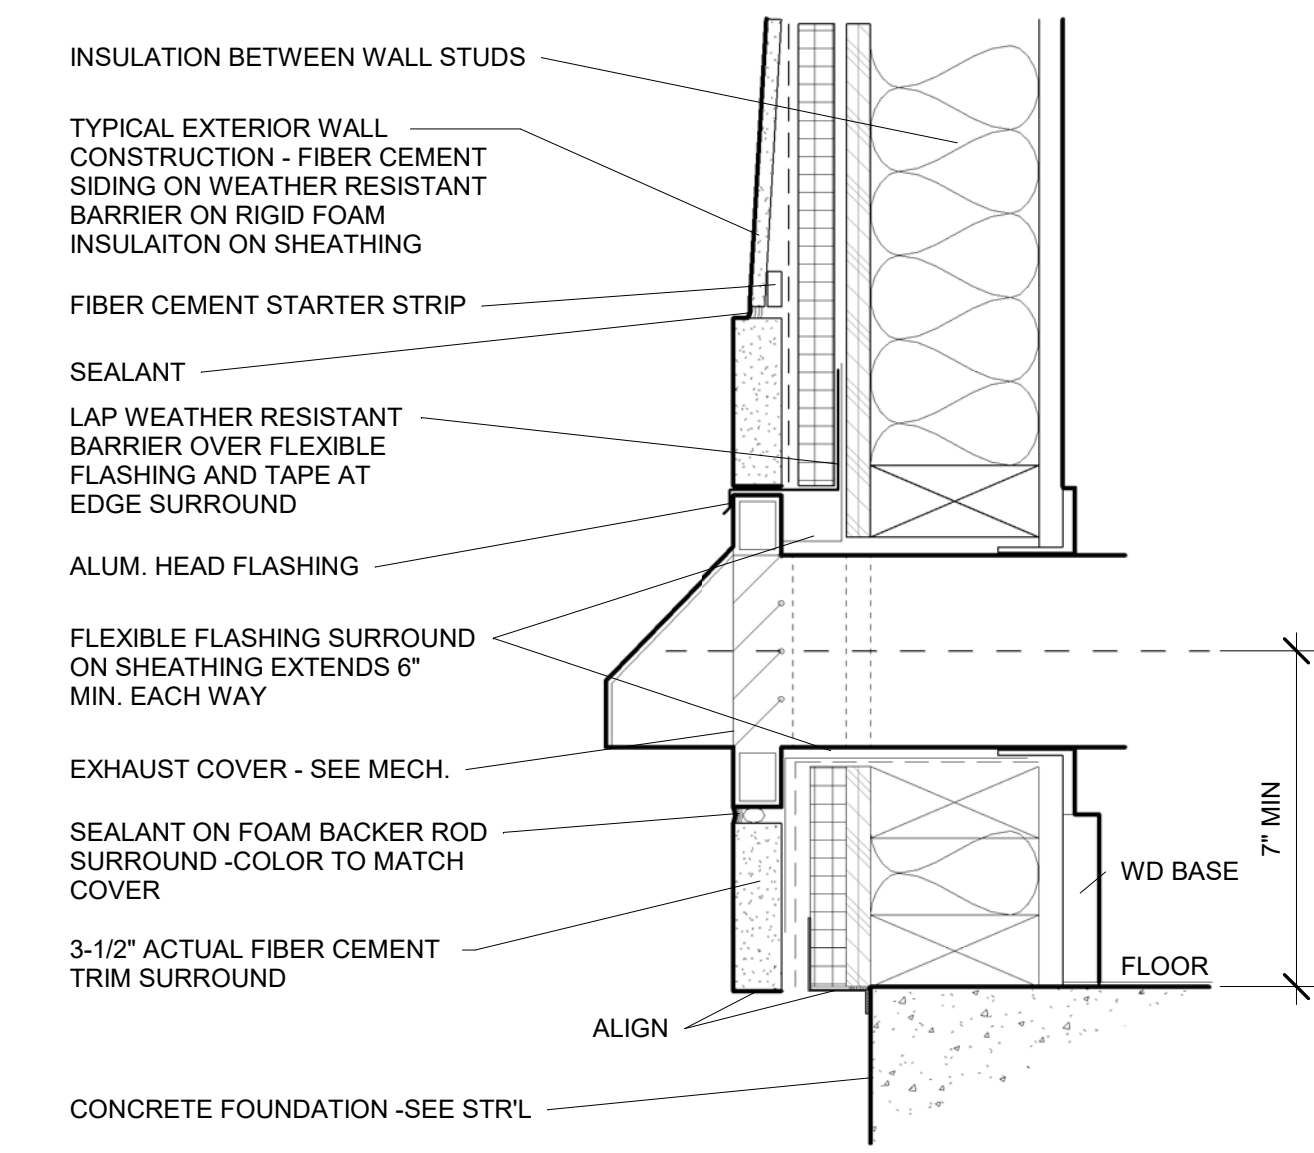 INSULATION BETWEEN WALL STUDS
TYPICAL EXTERIOR WALL
CONSTRUCTION - FIBER CEMENT
SIDING ON WEATHER RESISTANT
BARRIER ON RIGID FOAM
INSULAITON ON SHEATHING
FIBER CEMENT STARTER STRIP
SEALANT
LAP WEATHER RESISTANT
BARRIER OVER FLEXIBLE
FLASHING AND TAPE AT
EDGE SURROUND
ALUM. HEAD FLASHING
FLEXIBLE FLASHING SURROUND
ON SHEATHING EXTENDS 6"
MIN. EACH WAY
EXHAUST COVER - SEE MECH.
SEALANT ON FOAM BACKER ROD
SURROUND -COLOR TO MATCH
COVER
3-1/2" ACTUAL FIBER CEMENT
TRIM SURROUND
ALIGN
CONCRETE FOUNDATION -SEE STR'L
7" MIN
WD BASE
FLOOR